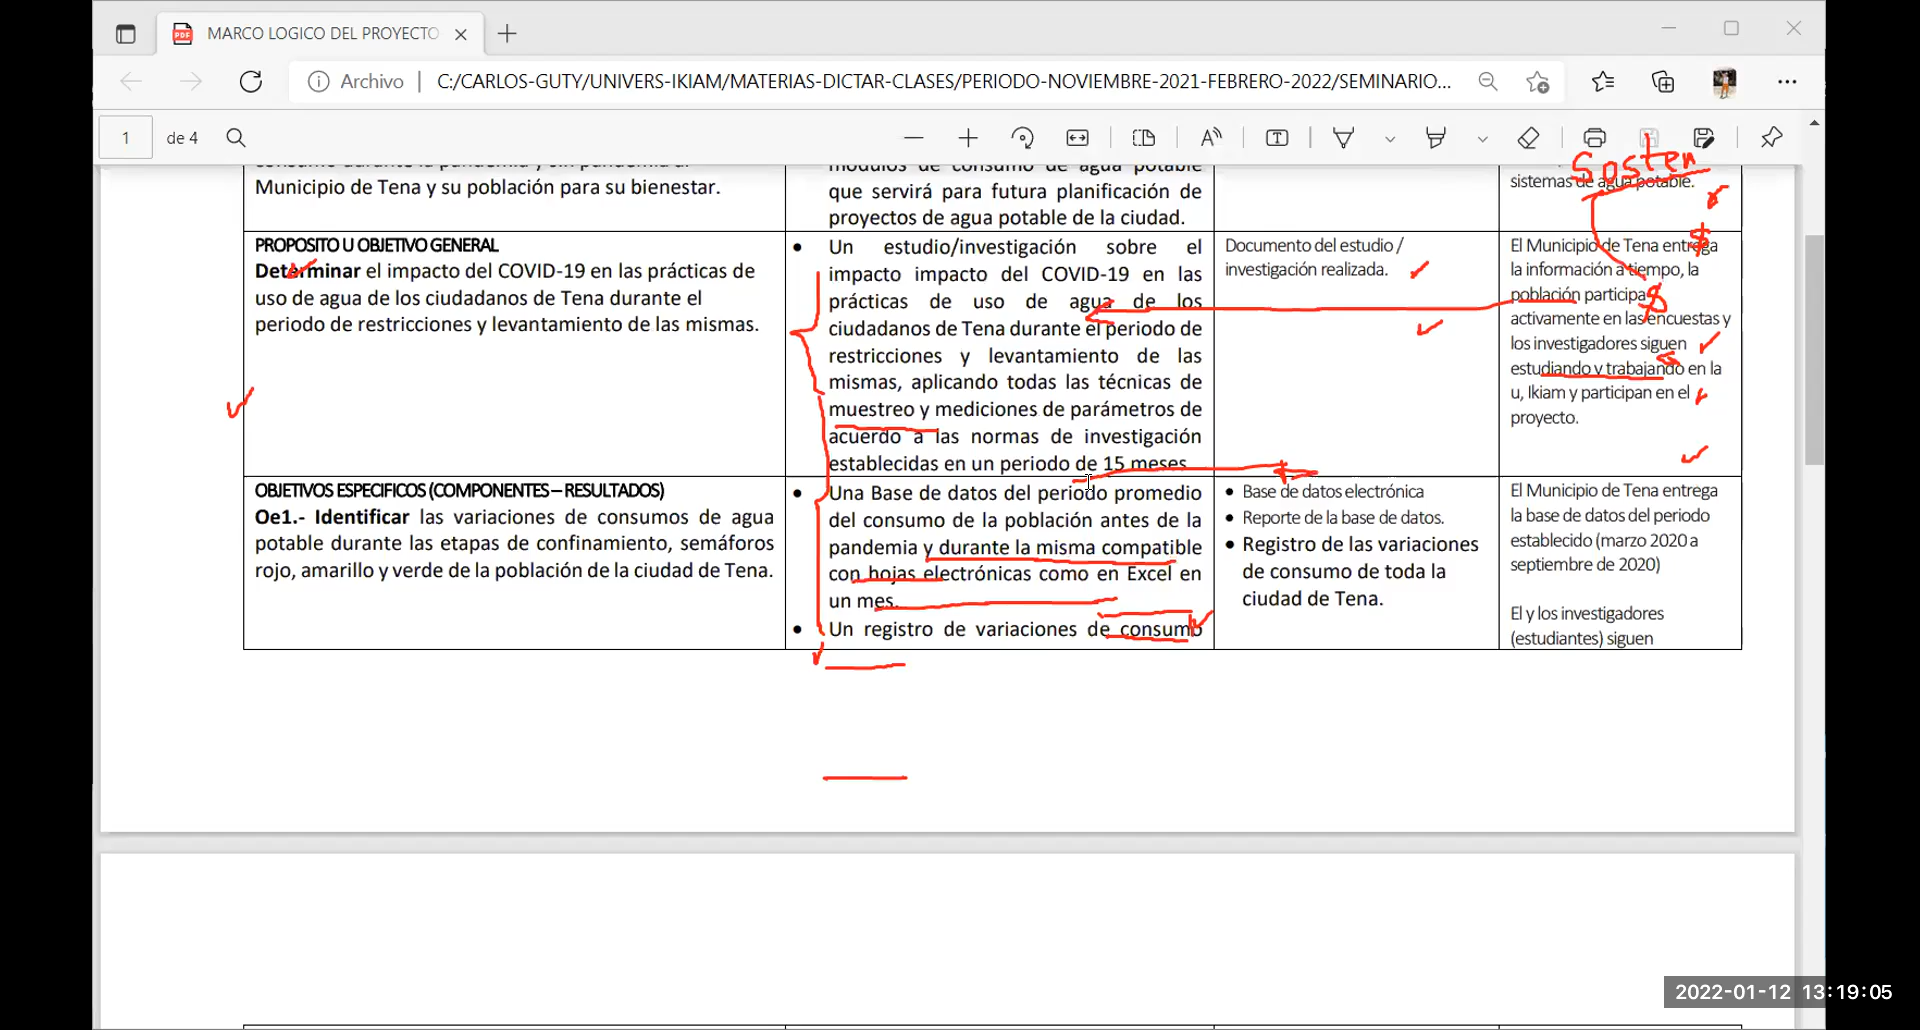 MARCO LOGICO DEL PROYECTO
Archivo | C:/CARLOS-GUTY/UNIVERS-IKIAM/MATERIAS-DICTAR-CLASES/PERIODO-NOVIEMBRE-2021-FEBRERO-2022/SEMINARIO...
1 de 4
Sosten
consumo durante la pandemia y sin pandemia al
Municipio de Tena y su población para su bienestar.
módulos de consumo de agua potable
que servirá para futura planificación de
proyectos de agua potable de la ciudad.
sistemas de agua potable.
PROPOSITO U OBJETIVO GENERAL
Determinar el impacto del COVID-19 en las prácticas de
uso de agua de los ciudadanos de Tena durante el
periodo de restricciones y levantamiento de las mismas.
• Un estudio/investigación sobre el
impacto impacto del COVID-19 en las
prácticas de uso de agua de los
ciudadanos de Tena durante el periodo de
restricciones y levantamiento de las
mismas, aplicando todas las técnicas de
muestreo y mediciones de parámetros de
acuerdo a las normas de investigación
establecidas en un periodo de 15 meses
Documento del estudio /
investigación realizada.
El Municipio de Tena entrega
la información a tiempo, la
población participa
activamente en las encuestas y
los investigadores siguen
estudiando y trabajando en la
u, Ikiam y participan en el
proyecto.
$
$
OBJETIVOS ESPECIFICOS (COMPONENTES – RESULTADOS)
Oe1.- Identificar las variaciones de consumos de agua
potable durante las etapas de confinamiento, semáforos
rojo, amarillo y verde de la población de la ciudad de Tena.
• Una Base de datos del periodo promedio
del consumo de la población antes de la
pandemia y durante la misma compatible
con hojas electrónicas como en Excel en
un mes.
• Un registro de variaciones de consumo
• Base de datos electrónica
• Reporte de la base de datos.
• Registro de las variaciones
de consumo de toda la
ciudad de Tena.
El Municipio de Tena entrega
la base de datos del periodo
establecido (marzo 2020 a
septiembre de 2020)
El y los investigadores
(estudiantes) siguen
2022-01-12 13:19:05